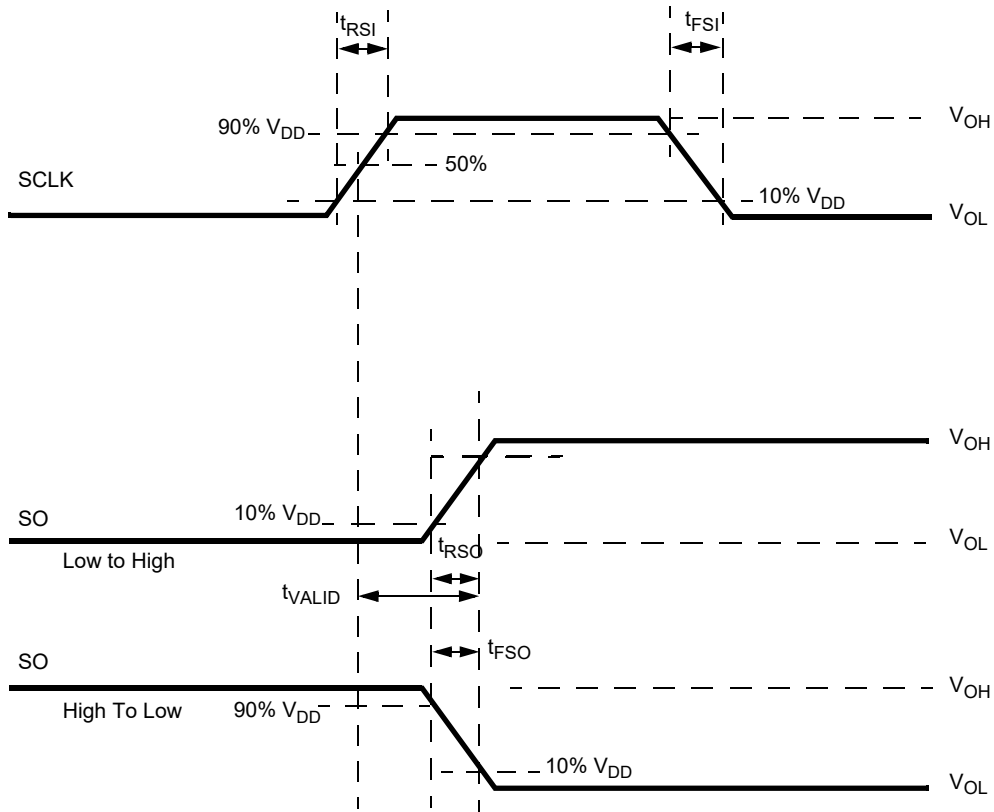 tRSI
tFSI
VOH
90% VDD
50%
SCLK
10% VDD
VOL
VOH
10% VDD
SO
VOL
Low to High
tRSO
tVALID
tFSO
SO
VOH
High To Low
90% VDD
10% VDD
VOL